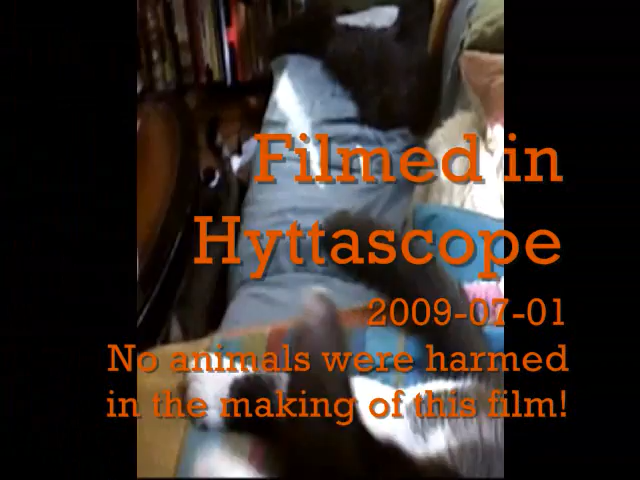 Filmed in
Hyttascope
2009-07-01
No animals were harmed
in the making of this film!